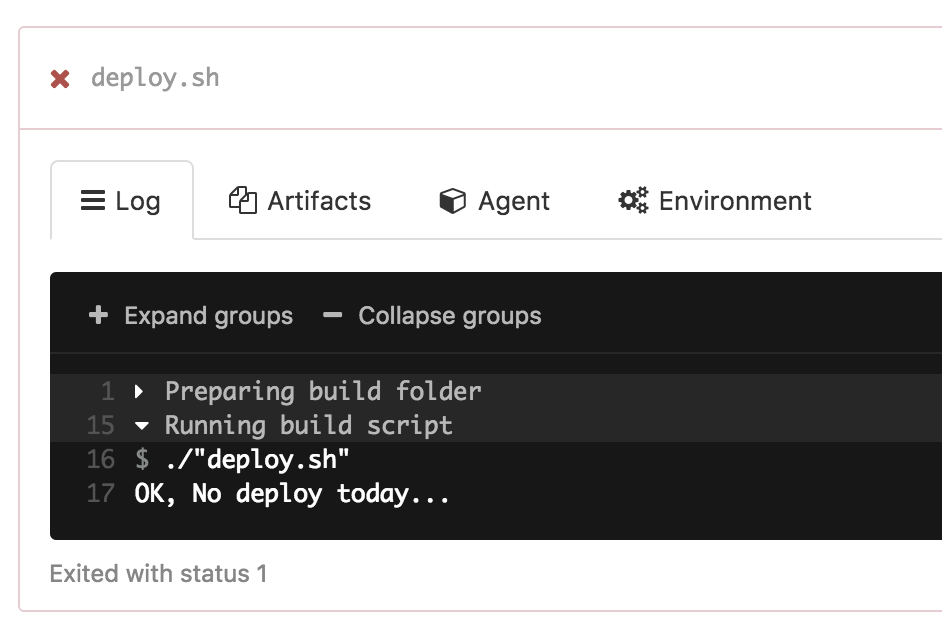 deploy.sh
Log Artifacts Agent Environment
Expand groups Collapse groups
1 Preparing build folder
15 Running build script
16 $ ./"deploy.sh"
17 OK, No deploy today...
Exited with status 1